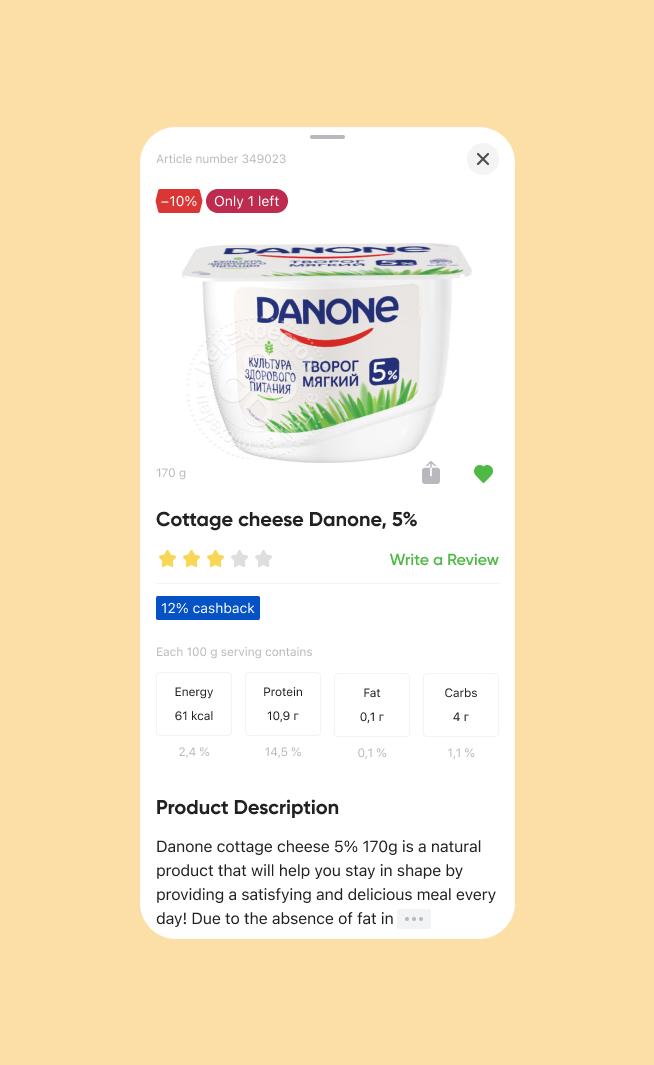 Article number 349023
–10%
Only 1 left
DANONE
ТВОРОГ
МЯГКИЙ
5%
DANONE
КУЛЬТУРА
ЗДОРОВОГО
ПИТАНИЯ
ТВОРОГ
МЯГКИЙ
5%
170 g
Cottage cheese Danone, 5%
Write a Review
12% cashback
Each 100 g serving contains
Energy
61 kcal
2,4 %
Protein
10,9 г
14,5 %
Fat
0,1 г
0,1 %
Carbs
4 г
1,1 %
Product Description
Danone cottage cheese 5% 170g is a natural
product that will help you stay in shape by
providing a satisfying and delicious meal every
day! Due to the absence of fat in